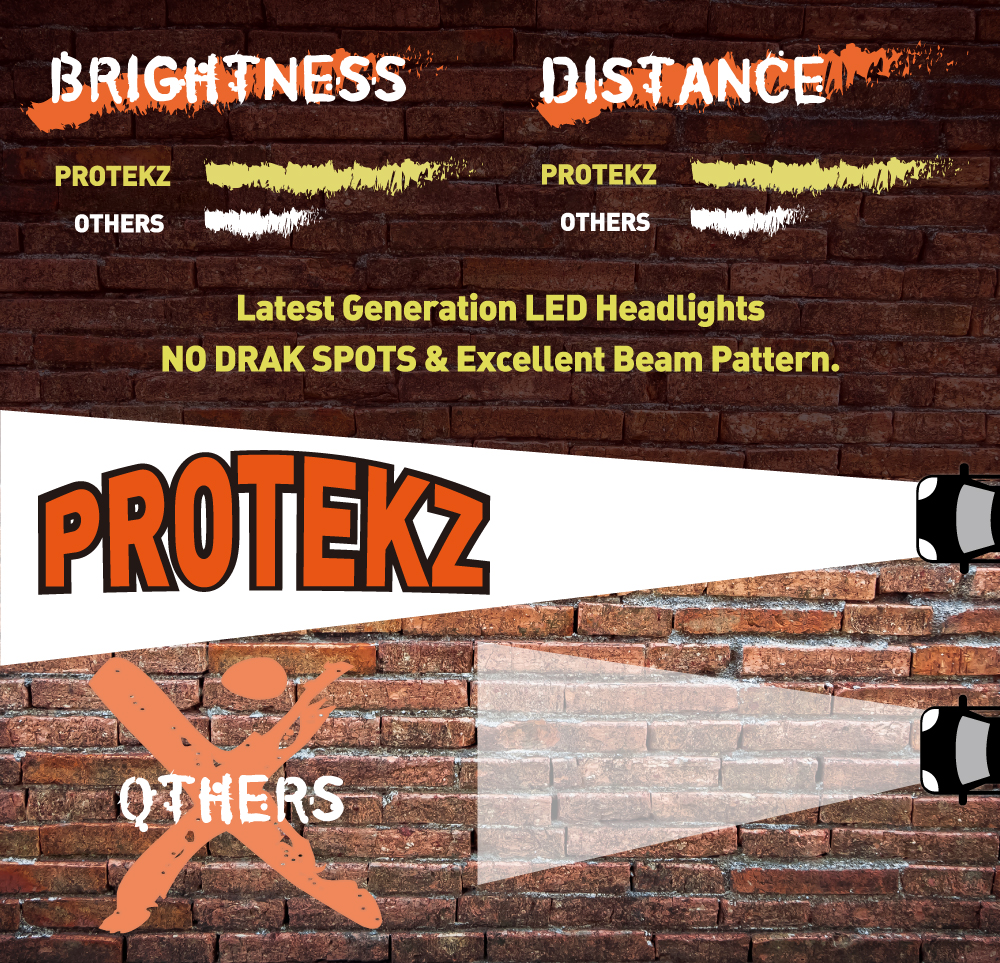 BRIGHTNESS
PROTEKZ
OTHERS
DISTANCE
PROTEKZ
OTHERS
Latest Generation LED Headlights
NO DRAK SPOTS & Excellent Beam Pattern.
PROTEKZ
OTHERS